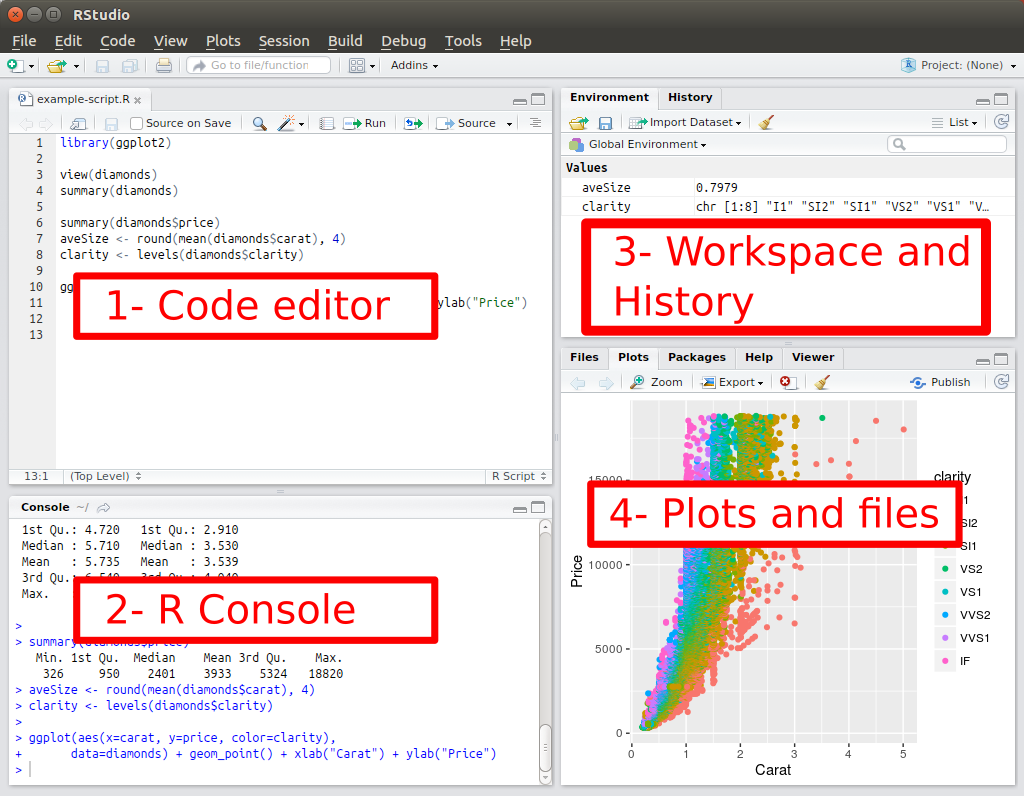 RStudio
File Edit Code View Plots Session Build Debug Tools Help
Go to file/function Addins Project: (None)
example-script.R
Source on Save Run Source
1 library(ggplot2)
2
3 view(diamonds)
4 summary(diamonds)
5
6 summary(diamonds$price)
7 aveSize <- round(mean(diamonds$carat), 4)
8 clarity <- levels(diamonds$clarity)
9
10
11 ylab("Price")
12
13
1- Code editor
13:1 (Top Level) R Script
Console ~/
1st Qu.: 4.720 1st Qu.: 2.910
Median : 5.710 Median : 3.530
Mean : 5.735 Mean : 3.539
3rd Qu.: 6.540 3rd Qu.: 4.040
Max.
2- R Console
>
> summary(diamonds$price)
Min. 1st Qu. Median Mean 3rd Qu. Max.
326 950 2401 3933 5324 18820
> aveSize <- round(mean(diamonds$carat), 4)
> clarity <- levels(diamonds$clarity)
>
> ggplot(aes(x=carat, y=price, color=clarity),
+ data=diamonds) + geom_point() + xlab("Carat") + ylab("Price")
>
Environment History
Import Dataset List
Global Environment
Values
aveSize 0.7979
clarity chr [1:8] "I1" "SI2" "SI1" "VS2" "VS1" "V…
3- Workspace and
History
Files Plots Packages Help Viewer
Zoom Export Publish
15000
10000
5000
0
Price
0 1 2 3 4 5
Carat
clarity
SI2
SI1
VS2
VS1
VVS2
VVS1
IF
4- Plots and files